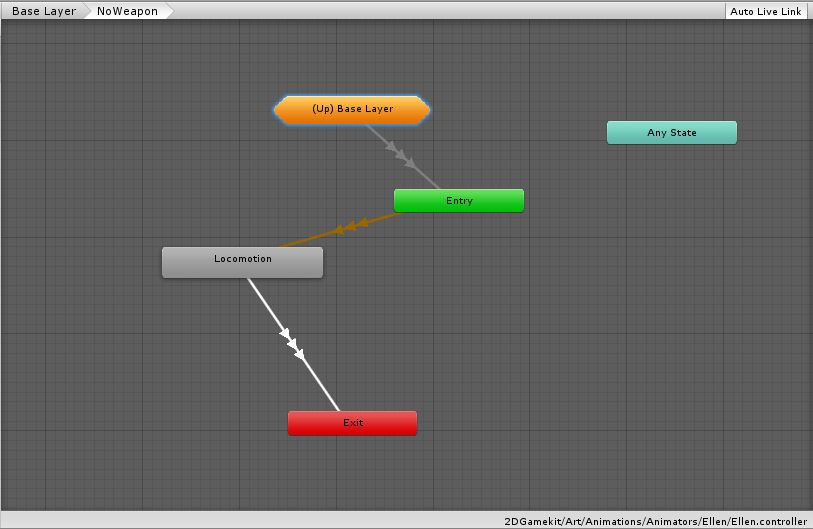 Base Layer NoWeapon Auto Live Link
(Up) Base Layer
Any State
Entry
Locomotion
Exit
2DGamekit/Art/Animations/Animators/Ellen/Ellen.controller